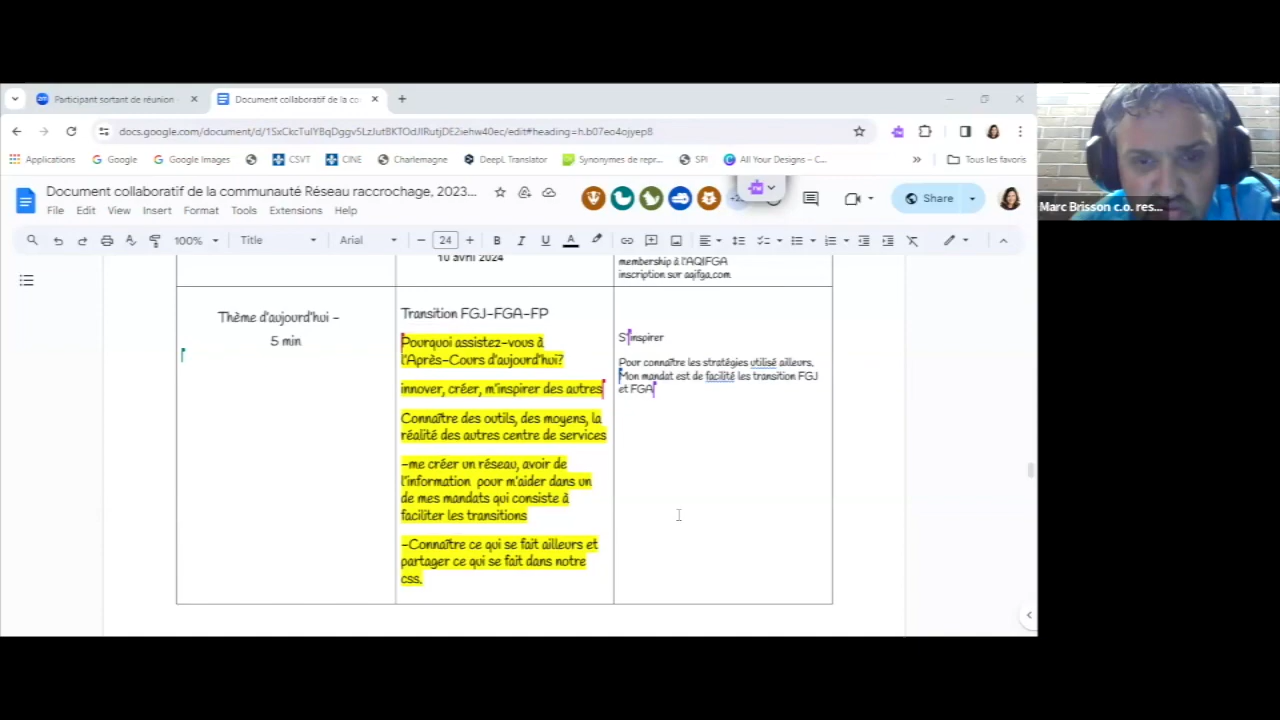 Participant sortant de réunion
Document collaboratif de la co
docs.google.com/document/d/1SxCkcTuIYBqDggv5LzJutBKTOdJIRutjDE2iehw40ec/edit#heading=h.b07eo4ojyep8
Applications
Google
Google Images
CSVT
CINE
Charlemagne
DeepL Translator
Synonymes de repr...
SPI
All Your Designs – C...
Tous les favoris
Document collaboratif de la communauté Réseau raccrochage, 2023...
File Edit View Insert Format Tools Extensions Help
Share
100% Title Arial 24 B I U A
10 avril 2024
membership à l'AQIFGA
inscription sur aqifga.com
Thème d'aujourd'hui –
5 min
Transition FGJ-FGA-FP
Pourquoi assistez-vous à
l'Après-Cours d'aujourd'hui?
innover, créer, m'inspirer des autres
Connaître des outils, des moyens, la
réalité des autres centre de services
-me créer un réseau, avoir de
l'information pour m'aider dans un
de mes mandats qui consiste à
faciliter les transitions
-Connaître ce qui se fait ailleurs et
partager ce qui se fait dans notre
css.
S'inspirer
Pour connaître les stratégies utilisé ailleurs.
Mon mandat est de facilité les transition FGJ
et FGA
Marc Brisson c.o. res...